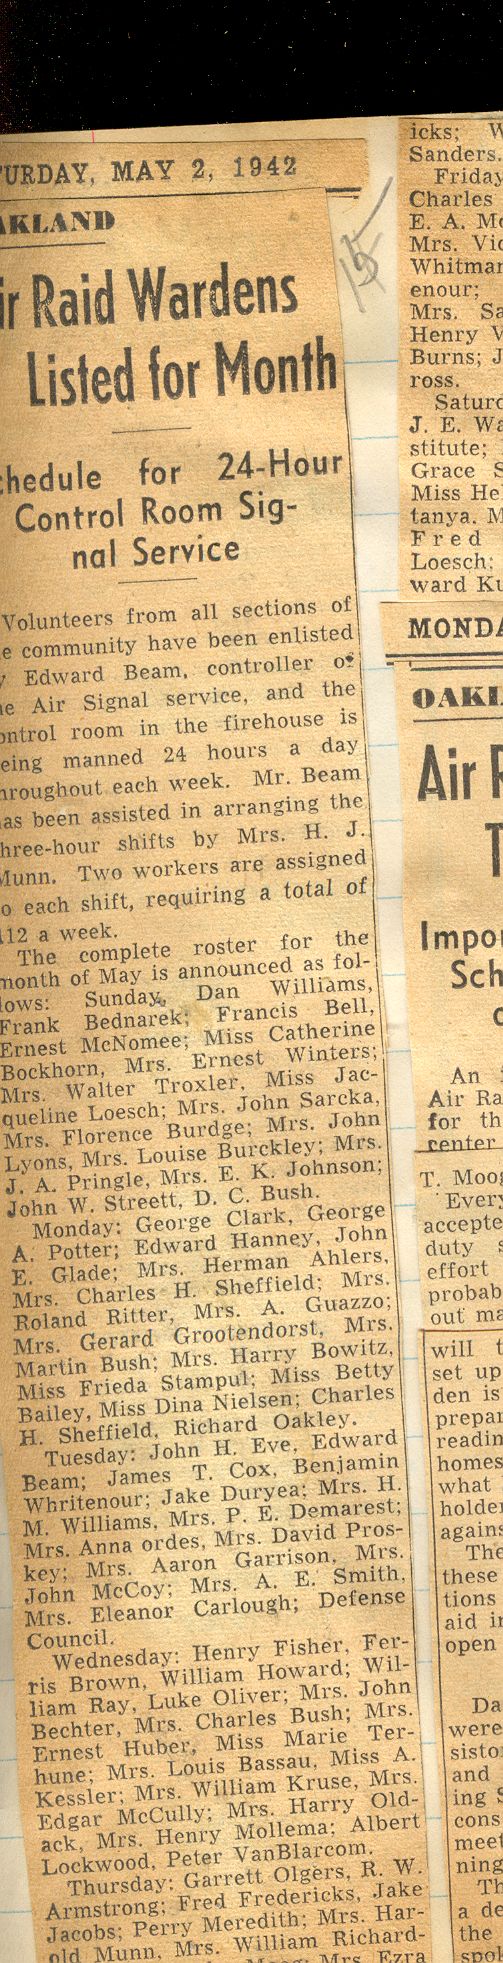 TURDAY, MAY 2, 1942
AKLAND
ir Raid Wardens
Listed for Month
chedule for 24-Hour
Control Room Sig-
nal Service
Volunteers from all sections of
e community have been enlisted
y Edward Beam, controller of
he Air Signal service, and the
ontrol room in the firehouse is
eing manned 24 hours a day
hroughout each week. Mr. Beam
has been assisted in arranging the
three-hour shifts by Mrs. H. J.
Munn. Two workers are assigned
o each shift, requiring a total of
112 a week.
The complete roster for the
month of May is announced as fol-
lows: Sunday, Dan Williams,
Frank Bednarek; Francis Bell,
Ernest McNomee; Miss Catherine
Bockhorn, Mrs. Ernest Winters;
Mrs. Walter Troxler, Miss Jac-
queline Loesch; Mrs. John Sarcka,
Mrs. Florence Burdge; Mrs. John
Lyons, Mrs. Louise Burckley; Mrs.
J. A. Pringle, Mrs. E. K. Johnson;
John W. Streett, D. C. Bush.
Monday: George Clark, George
A. Potter; Edward Hanney, John
E. Glade; Mrs. Herman Ahlers,
Mrs. Charles H. Sheffield; Mrs.
Roland Ritter, Mrs. A. Guazzo;
Mrs. Gerard Grootendorst, Mrs.
Martin Bush; Mrs. Harry Bowitz,
Miss Frieda Stampul; Miss Betty
Bailey, Miss Dina Nielsen; Charles
H. Sheffield, Richard Oakley.
Tuesday: John H. Eve, Edward
Beam; James T. Cox, Benjamin
Whritenour; Jake Duryea; Mrs. H.
M. Williams, Mrs. P. E. Demarest;
Mrs. Anna ordes, Mrs. David Pros-
key; Mrs. Aaron Garrison, Mrs.
John McCoy; Mrs. A. E. Smith,
Mrs. Eleanor Carlough; Defense
Council.
Wednesday: Henry Fisher, Fer-
ris Brown, William Howard; Wil-
liam Ray, Luke Oliver; Mrs. John
Bechter, Mrs. Charles Bush; Mrs.
Ernest Huber, Miss Marie Ter-
hune; Mrs. Louis Bassau, Miss A.
Kessler; Mrs. William Kruse, Mrs.
Edgar McCully; Mrs. Harry Old-
ack, Mrs. Henry Mollema; Albert
Lockwood, Peter VanBlarcom.
Thursday: Garrett Olgers, R. W.
Armstrong; Fred Fredericks, Jake
Jacobs; Perry Meredith; Mrs. Har-
old Munn, Mrs. William Richard-
Mrs. Ezra
icks; W
Sanders.
Friday
Charles
E. A. Mc
Mrs. Vic
Whitman
enour;
Mrs. Sa
Henry V
Burns; J
ross.
Saturd
J. E. Wa
stitute;
Grace S
Miss He
tanya, M
Fred
Loesch;
ward Ku
MONDA
OAKL
Air R
T
Impor
Sch
c
An i
Air Ra
for th
center
T. Moog
Every
accepte
duty s
effort
probab
out ma
will t
set up
den is
prepar
readin
homes
what
holder
agains
The
these
tions
aid in
open
Da
were
sisto
and
ing S
cons
meet
ning
Th
a de
the
spok